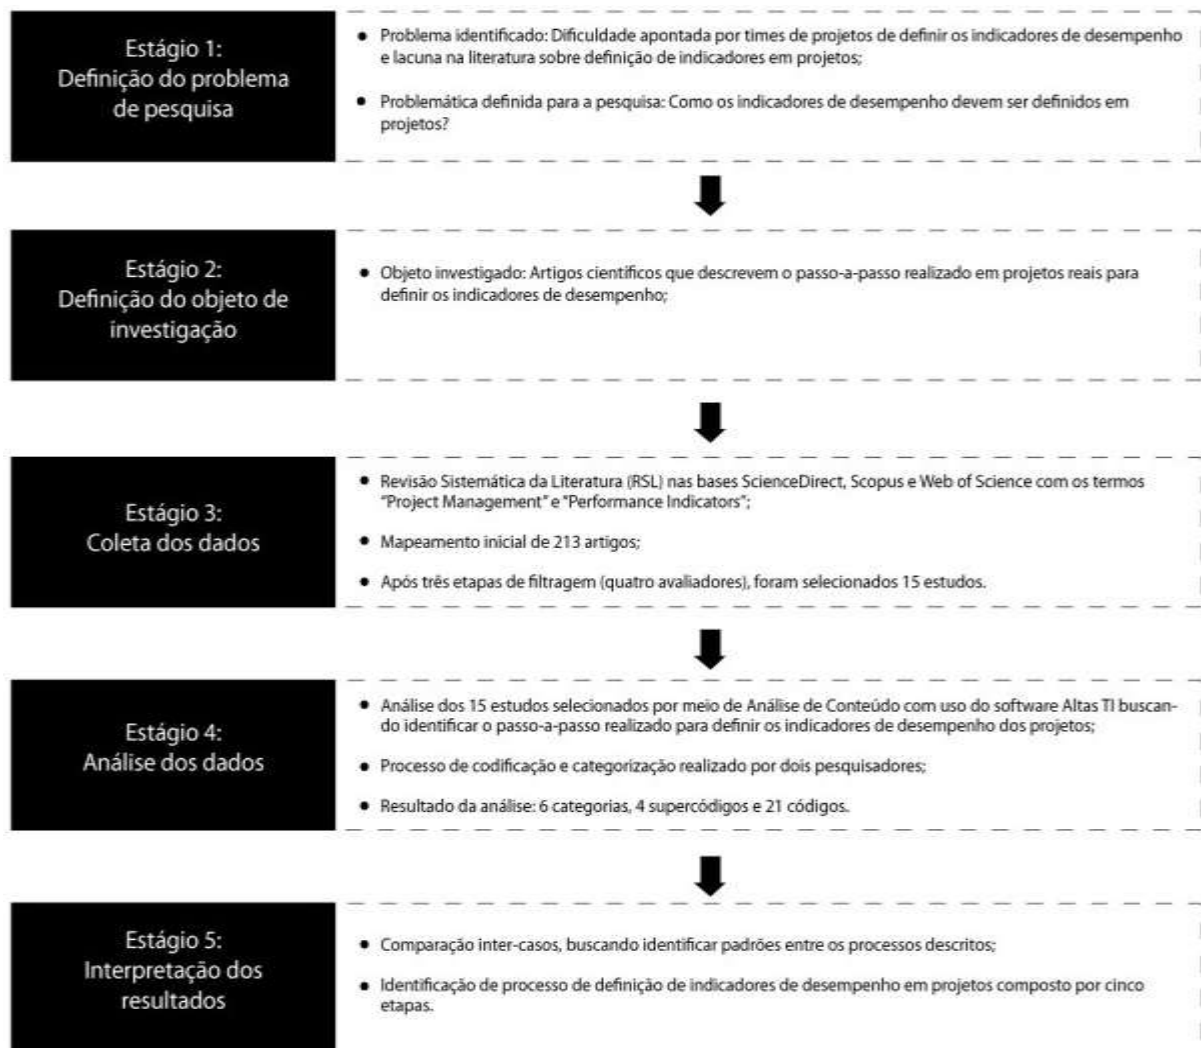 Estágio 1:
Definição do problema
de pesquisa
● Problema identificado: Dificuldade apontada por times de projetos de definir os indicadores de desempenho
e lacuna na literatura sobre definição de indicadores em projetos;
● Problemática definida para a pesquisa: Como os indicadores de desempenho devem ser definidos em
projetos?
Estágio 2:
Definição do objeto de
investigação
● Objeto investigado: Artigos científicos que descrevem o passo-a-passo realizado em projetos reais para
definir os indicadores de desempenho;
Estágio 3:
Coleta dos dados
● Revisão Sistemática da Literatura (RSL) nas bases ScienceDirect, Scopus e Web of Science com os termos
"Project Management" e "Performance Indicators";
● Mapeamento inicial de 213 artigos;
● Após três etapas de filtragem (quatro avaliadores), foram selecionados 15 estudos.
Estágio 4:
Análise dos dados
● Análise dos 15 estudos selecionados por meio de Análise de Conteúdo com uso do software Altas TI buscan-
do identificar o passo-a-passo realizado para definir os indicadores de desempenho dos projetos;
● Processo de codificação e categorização realizado por dois pesquisadores;
● Resultado da análise: 6 categorias, 4 supercódigos e 21 códigos.
Estágio 5:
Interpretação dos
resultados
● Comparação inter-casos, buscando identificar padrões entre os processos descritos;
● Identificação de processo de definição de indicadores de desempenho em projetos composto por cinco
etapas.